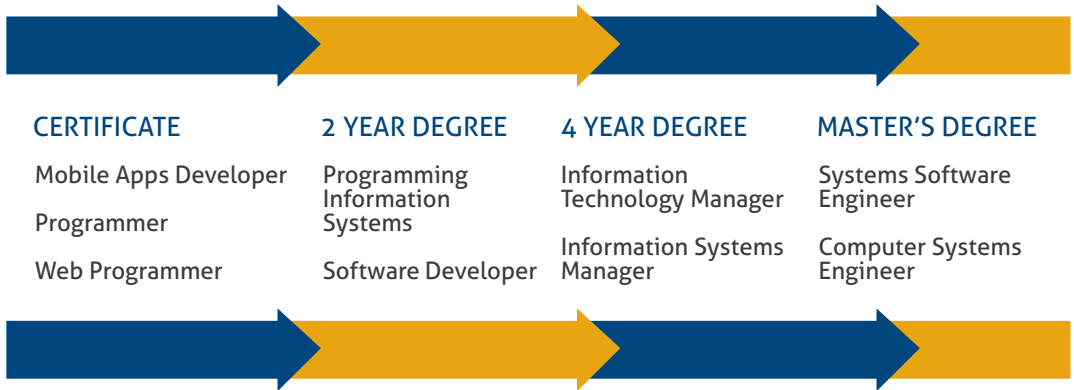 CERTIFICATE
Mobile Apps Developer
Programmer
Web Programmer
2 YEAR DEGREE
Programming
Information
Systems
Software Developer
4 YEAR DEGREE
Information
Technology Manager
Information Systems
Manager
MASTER'S DEGREE
Systems Software
Engineer
Computer Systems
Engineer